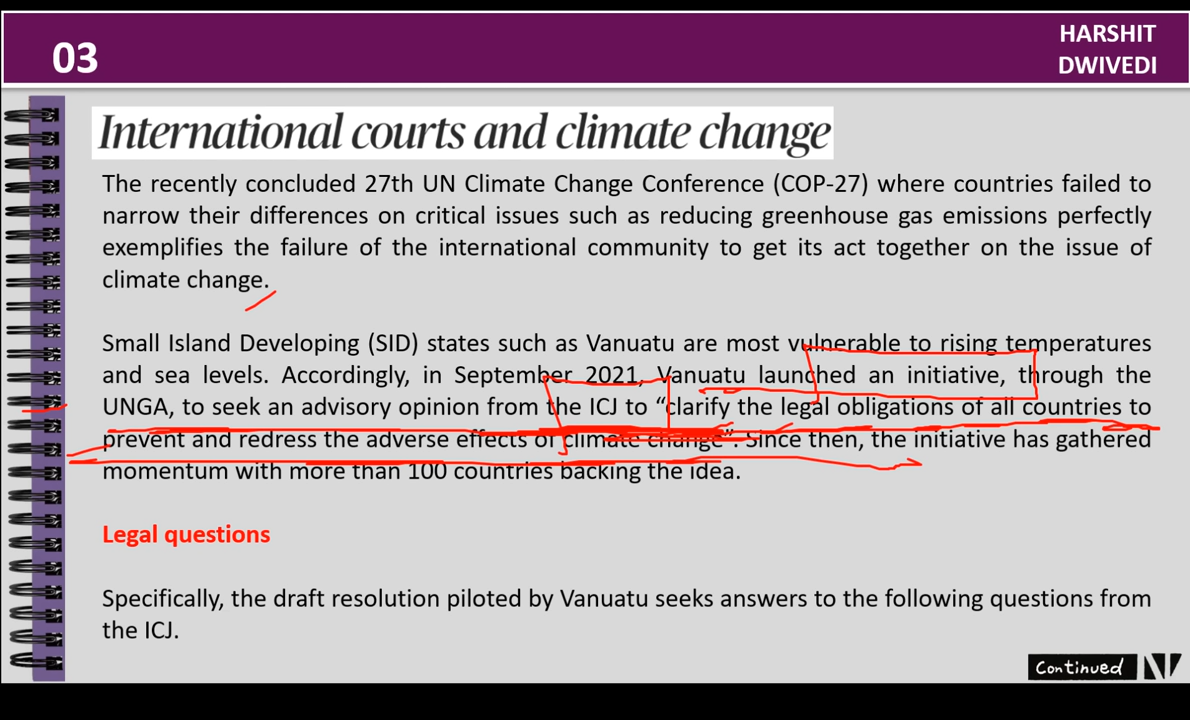 03
HARSHIT
DWIVEDI
International courts and climate change
The recently concluded 27th UN Climate Change Conference (COP-27) where countries failed to
narrow their differences on critical issues such as reducing greenhouse gas emissions perfectly
exemplifies the failure of the international community to get its act together on the issue of
climate change.
Small Island Developing (SID) states such as Vanuatu are most vulnerable to rising temperatures
and sea levels. Accordingly, in September 2021, Vanuatu launched an initiative, through the
UNGA, to seek an advisory opinion from the ICJ to “clarify the legal obligations of all countries to
prevent and redress the adverse effects of climate change”. Since then, the initiative has gathered
momentum with more than 100 countries backing the idea.
Legal questions
Specifically, the draft resolution piloted by Vanuatu seeks answers to the following questions from
the ICJ.
Continued